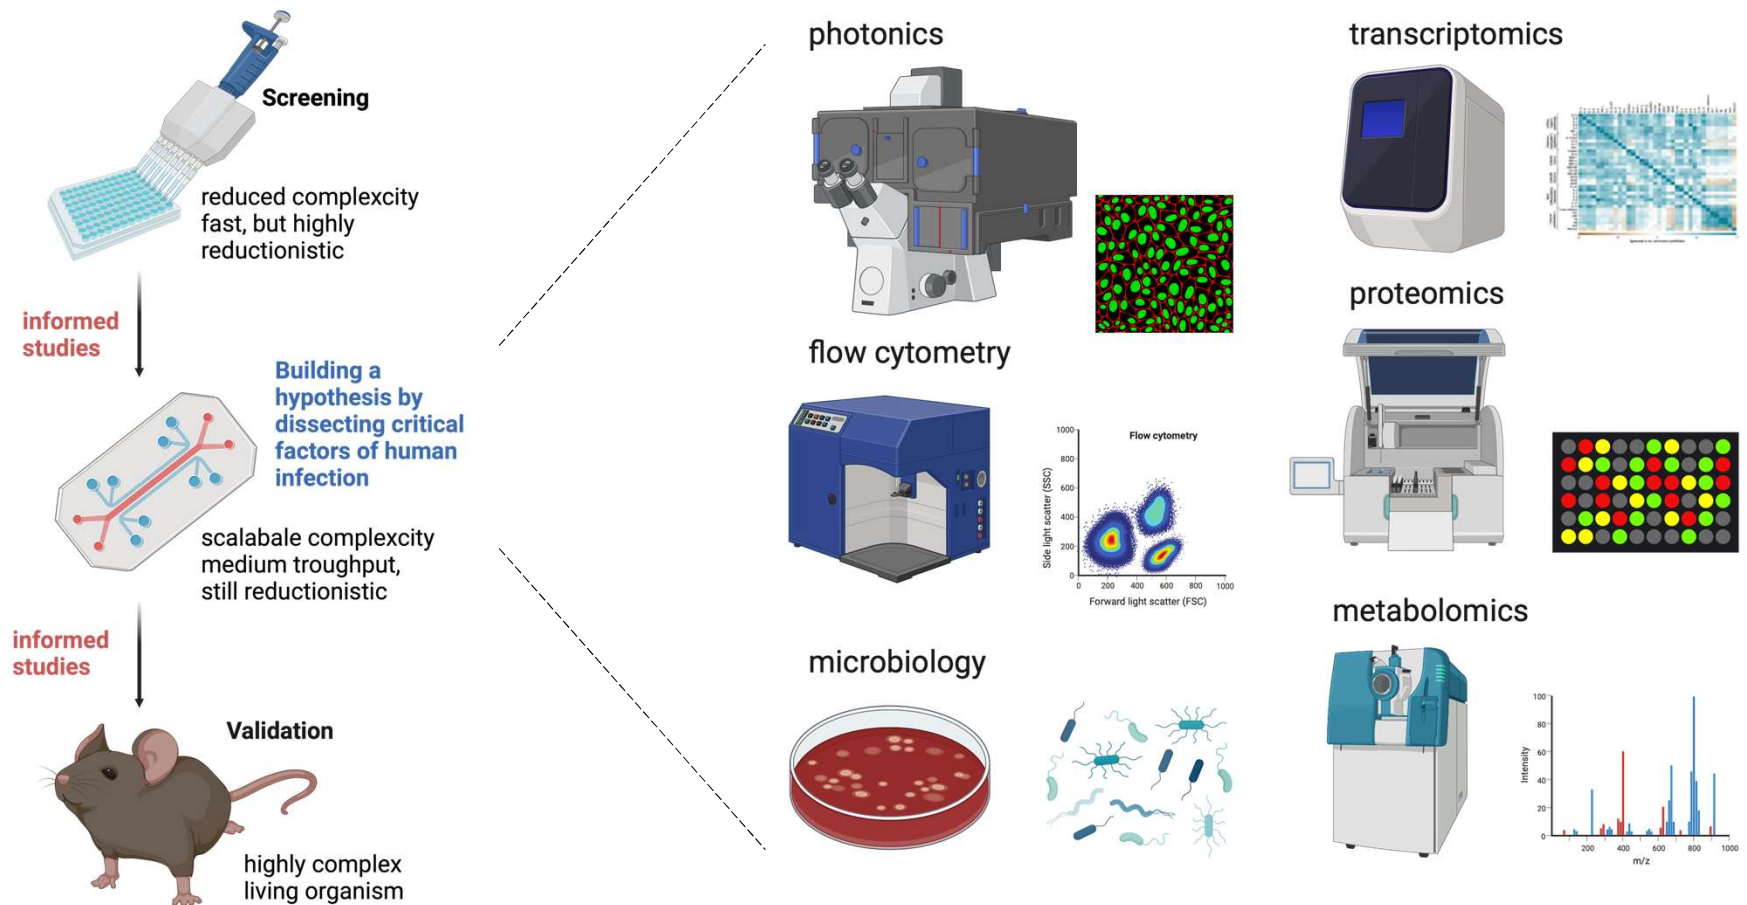 Screening
reduced complexcity
fast, but highly
reductionistic
informed
studies
Building a
hypothesis by
dissecting critical
factors of human
infection
scalabale complexcity
medium troughput,
still reductionistic
informed
studies
Validation
highly complex
living organism
photonics
flow cytometry
Flow cytometry
Side light scatter (SSC)
1000
800
600
400
200
0
0 200 400 600 800 1000
Forward light scatter (FSC)
microbiology
transcriptomics
proteomics
metabolomics
Intensity
100
80
60
40
20
0
200 400 600 800 1000
m/z